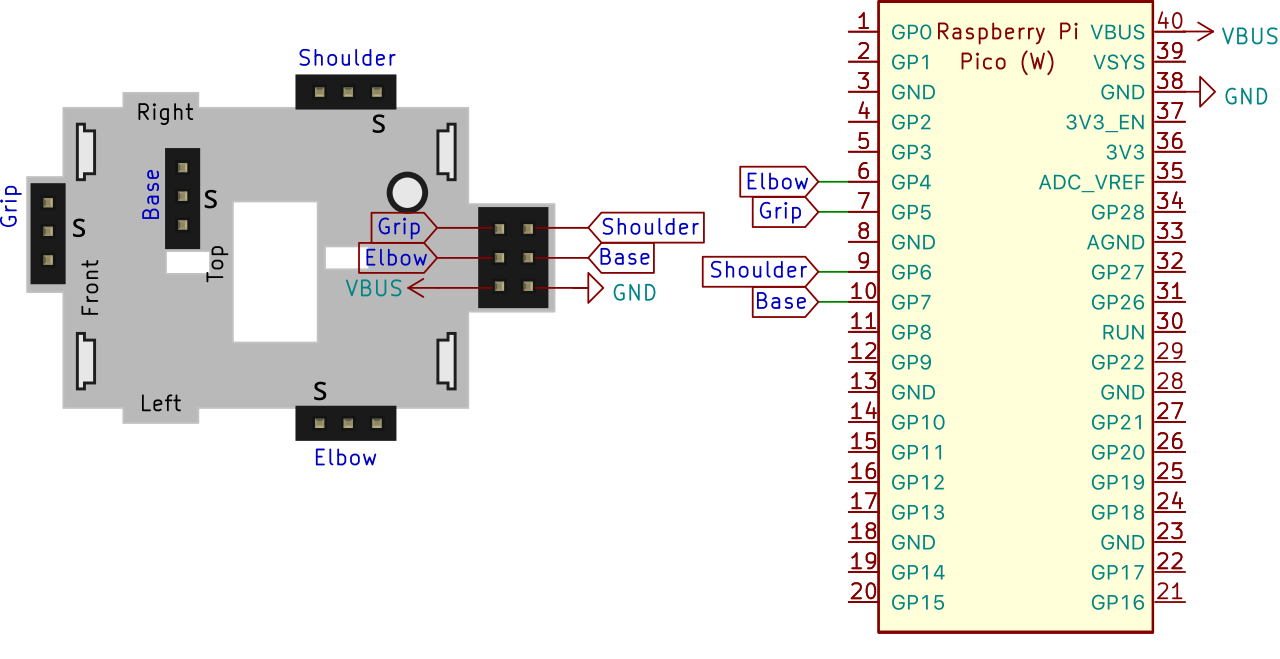 Shoulder
Right
S
Base
S
Grip
S
Top
Front
Grip
Shoulder
Elbow
Base
VBUS
GND
S
Left
Elbow
Raspberry Pi
Pico (W)
1 GP0 VBUS 40 VBUS
2 GP1 VSYS 39
3 GND GND 38 GND
4 GP2 3V3_EN 37
5 GP3 3V3 36
Elbow 6 GP4 ADC_VREF 35
Grip 7 GP5 GP28 34
8 GND AGND 33
Shoulder 9 GP6 GP27 32
Base 10 GP7 GP26 31
11 GP8 RUN 30
12 GP9 GP22 29
13 GND GND 28
14 GP10 GP21 27
15 GP11 GP20 26
16 GP12 GP19 25
17 GP13 GP18 24
18 GND GND 23
19 GP14 GP17 22
20 GP15 GP16 21